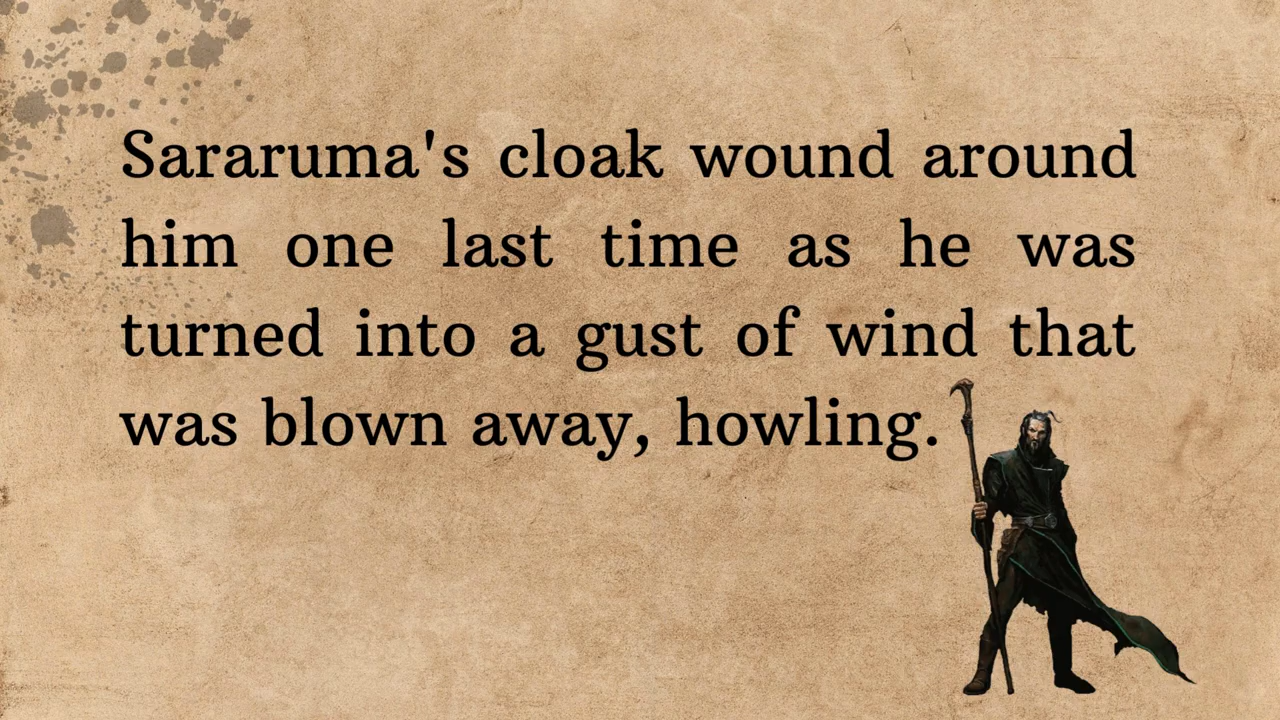 Sararuma's cloak wound around
him one last time as he was
turned into a gust of wind that
was blown away, howling.